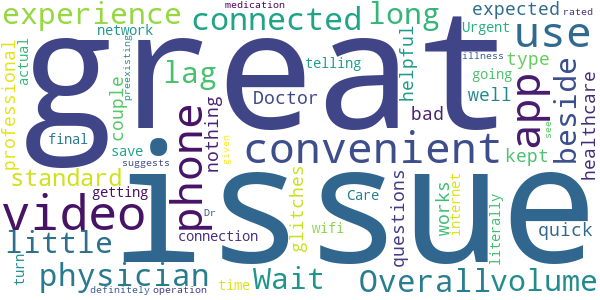 medication
experience
connected
long
expected
rated
network
Urgent
use
great
professional
actual
preexisting
couple
lag
telling
helpful
illness
going
type
well
app
beside
healthcare
Doctor
bad
phone
nothing
final
save
suggests
convenient
given
kept
see
standard
issue
video
getting
glitches
Care
questions
works
internet
literally
quick
little
Dr
connection
wifi
physician
turn
Wait
time
Overall
volume
definitely
operation